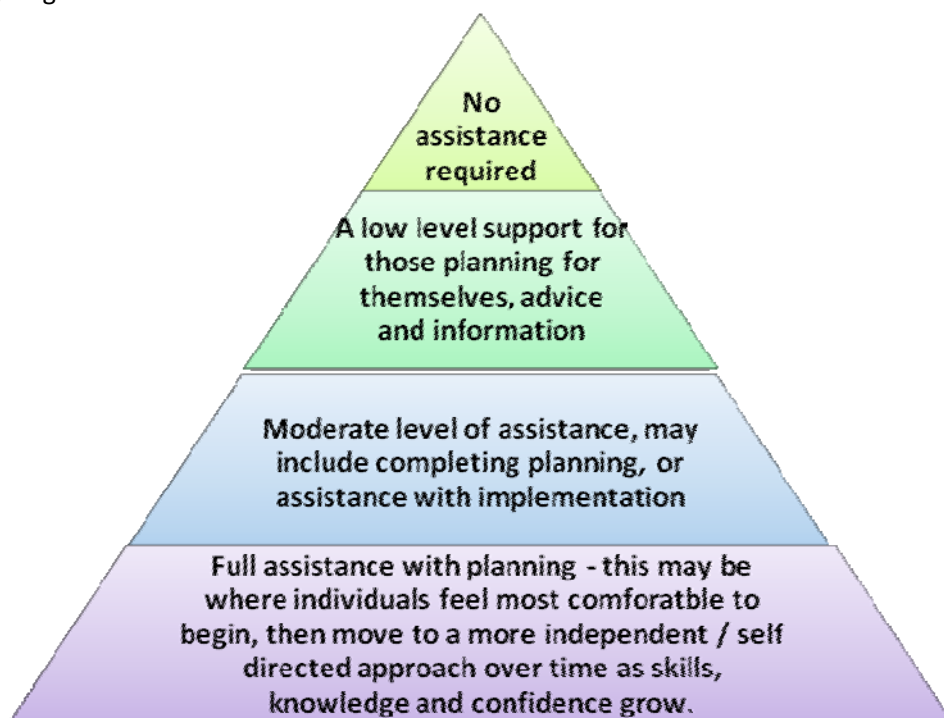 No
assistance
required
A low level support for
those planning for
themselves, advice
and information
Moderate level of assistance, may
include completing planning, or
assistance with implementation
Full assistance with planning - this may be
where individuals feel most comforatble to
begin, then move to a more independent / self
directed approach over time as skills,
knowledge and confidence grow.